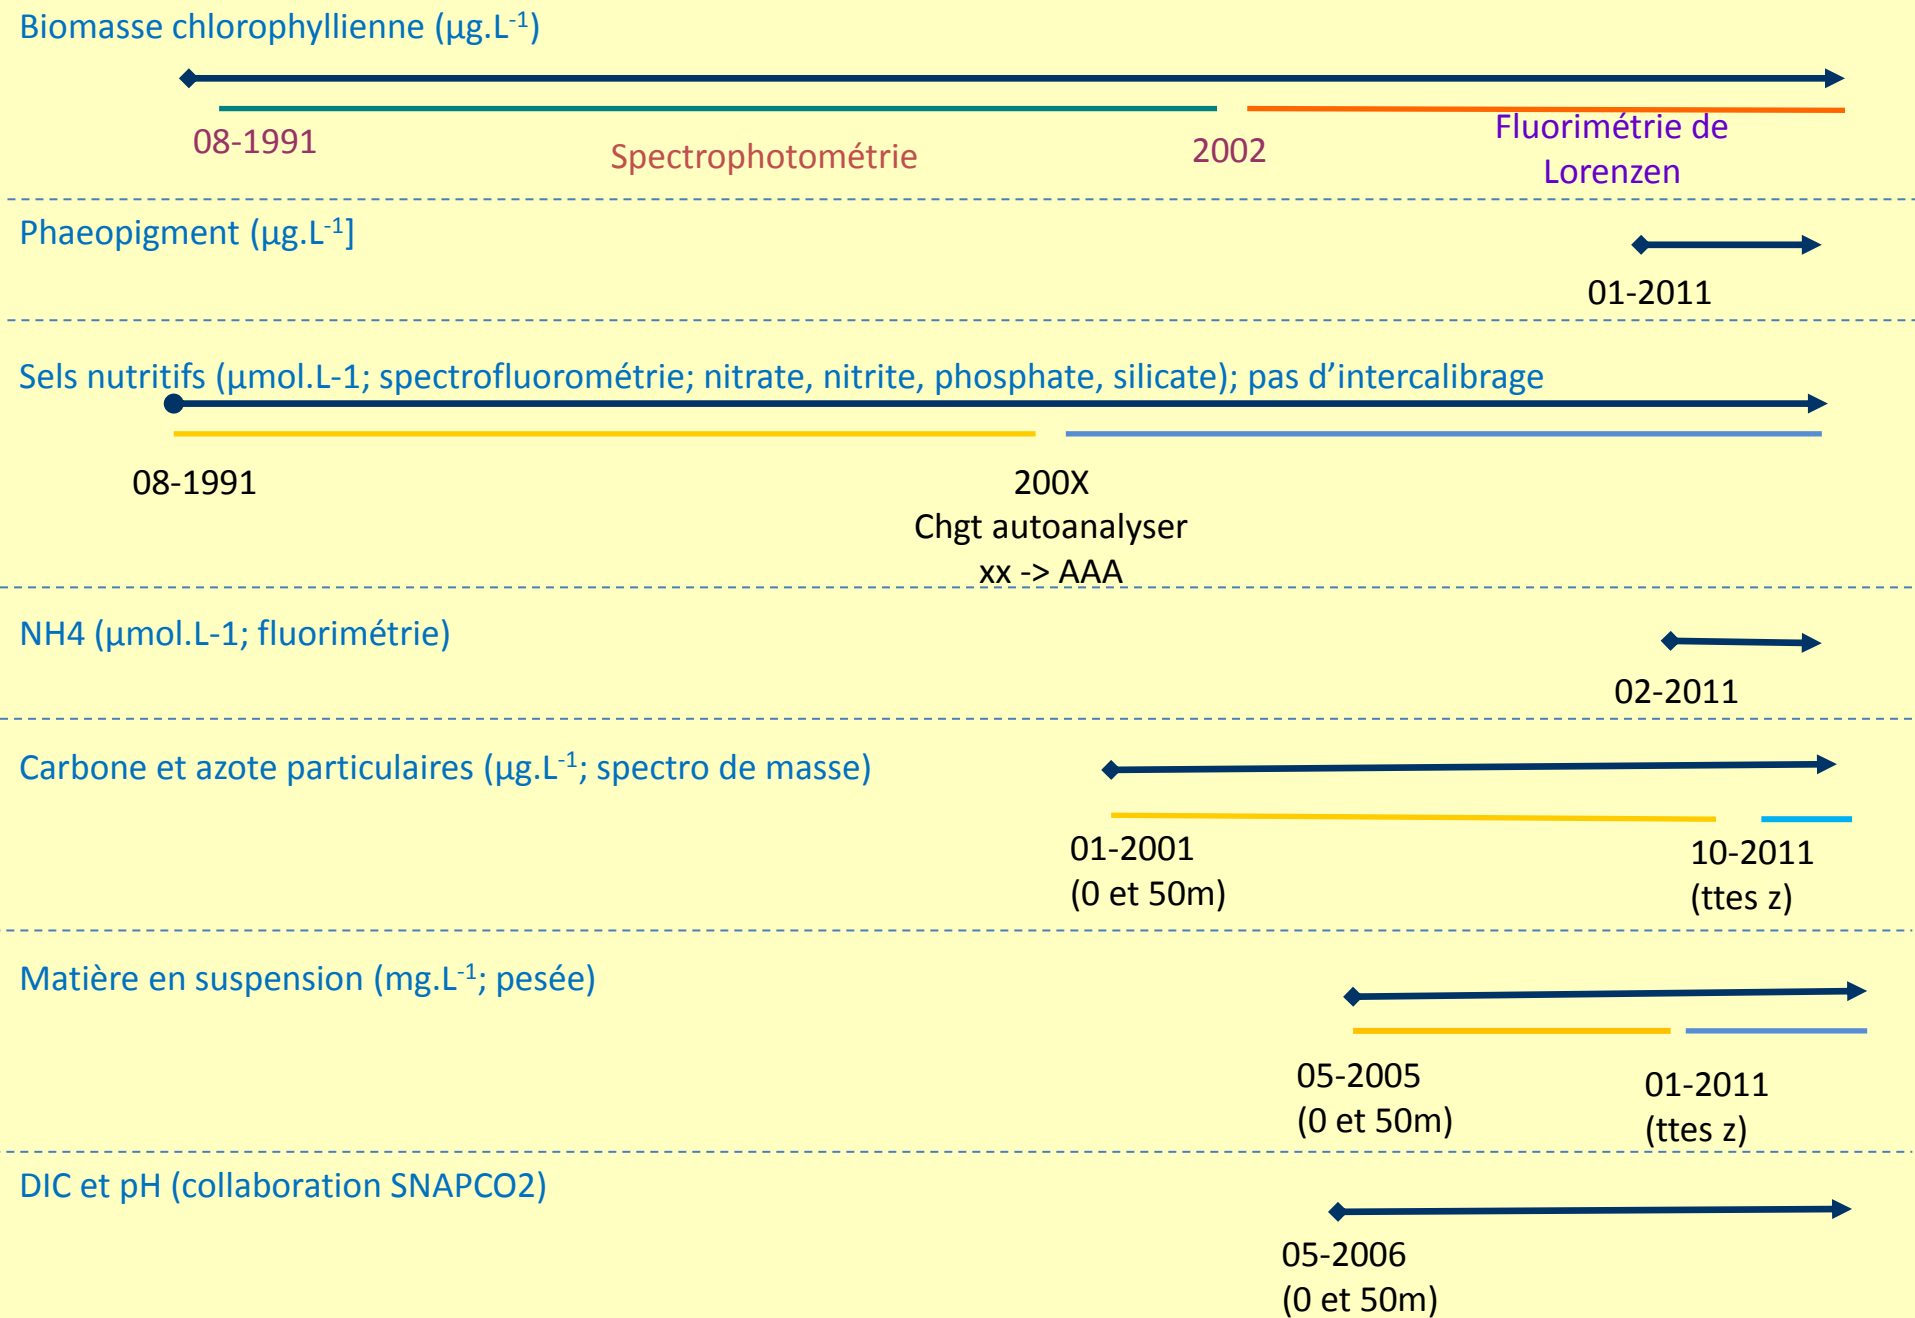 Biomasse chlorophyllienne (µg.L-1)
08-1991
Spectrophotométrie
2002
Fluorimétrie de
Lorenzen
Phaeopigment (µg.L-1]
01-2011
Sels nutritifs (µmol.L-1; spectrofluorométrie; nitrate, nitrite, phosphate, silicate); pas d’intercalibrage
08-1991
200X
Chgt autoanalyser
xx -> AAA
NH4 (µmol.L-1; fluorimétrie)
02-2011
Carbone et azote particulaires (µg.L-1; spectro de masse)
01-2001
(0 et 50m)
10-2011
(ttes z)
Matière en suspension (mg.L-1; pesée)
05-2005
(0 et 50m)
01-2011
(ttes z)
DIC et pH (collaboration SNAPCO2)
05-2006
(0 et 50m)